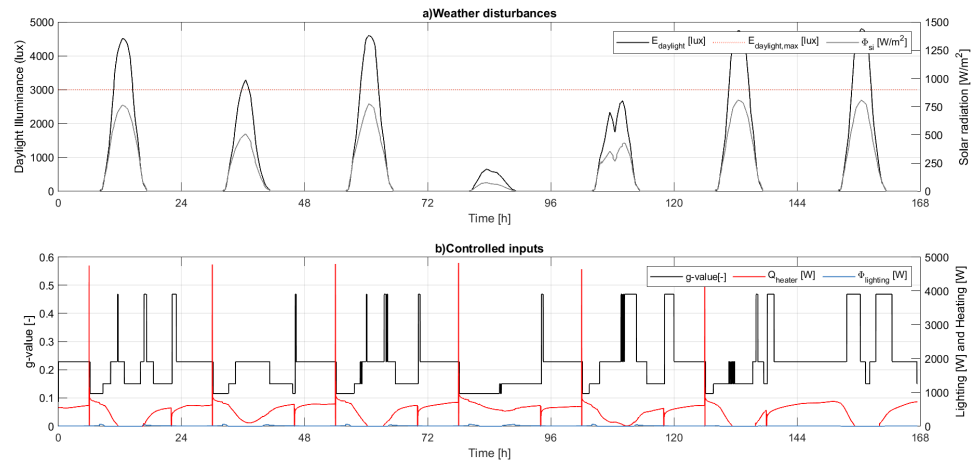 a)Weather disturbances
5000 1500
E_daylight [lux] E_daylight,max [lux] Φ_si [W/m²]
4000 1250
1000
3000
750
2000
500
1000
250
0 0
Daylight Illuminance (lux)
Solar radiation [W/m²]
0 24 48 72 96 120 144 168
Time [h]
b)Controlled inputs
0.6 5000
g-value[-] Q_heater [W] Φ_lighting [W]
0.5
4000
0.4
3000
0.3
2000
0.2
1000
0.1
0 0
g-value [-]
Lighting [W] and Heating [W]
0 24 48 72 96 120 144 168
Time [h]